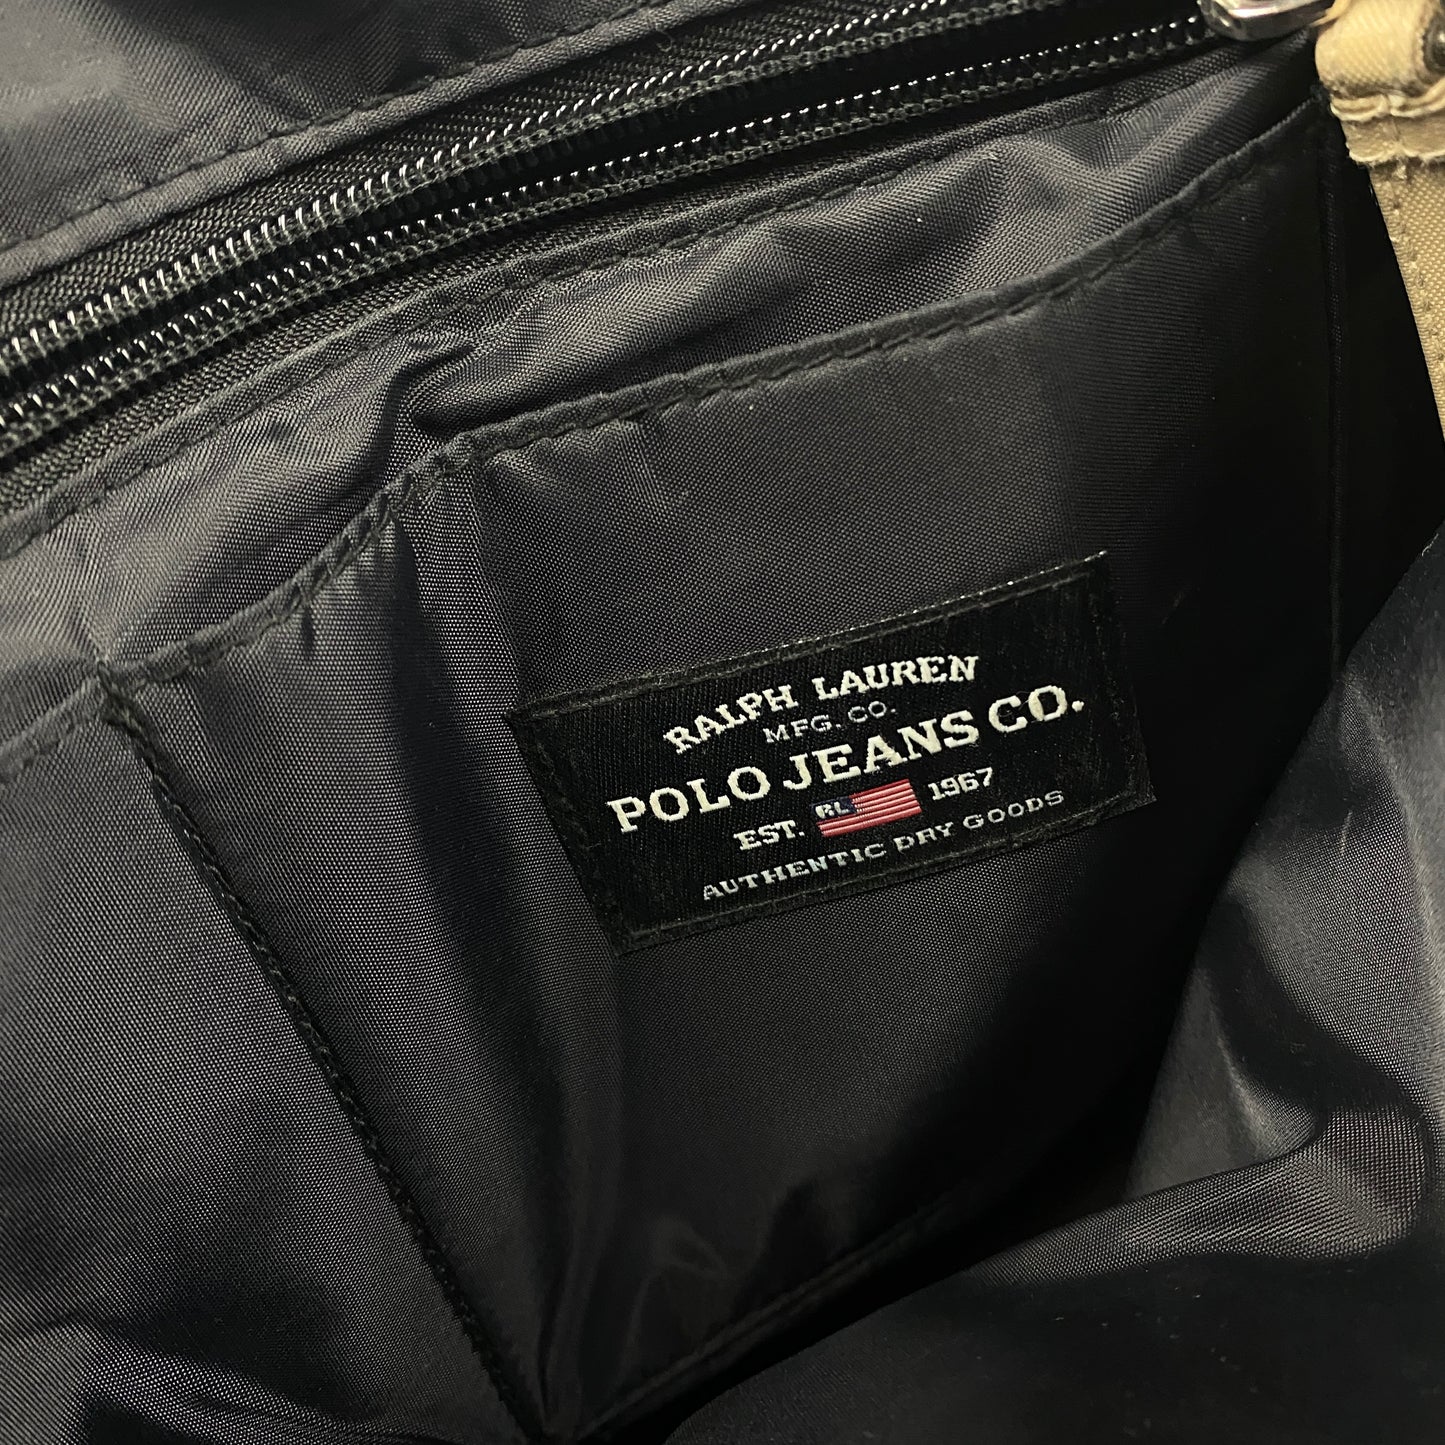 RALPH LAUREN
MFG. CO.
POLO JEANS CO.
EST. RL 1967
AUTHENTIC DRY GOODS